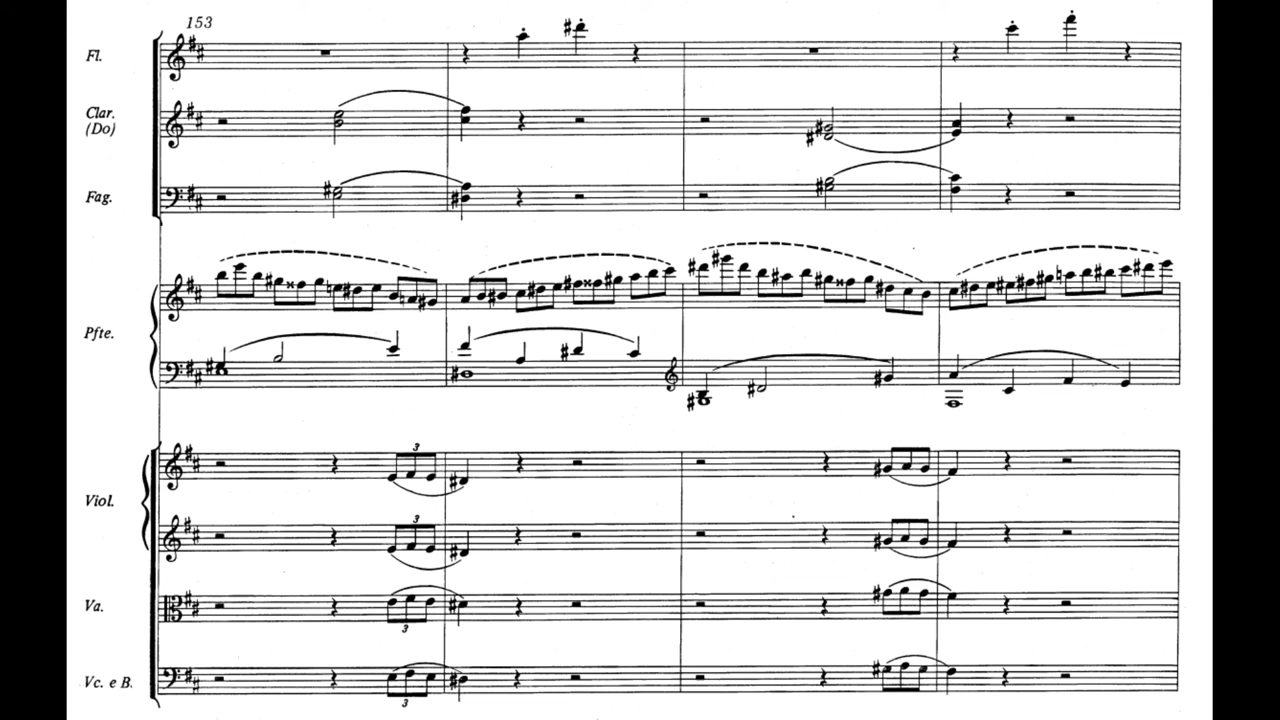 153
Fl.
Clar.
(Do)
Fag.
Pfte.
3
Viol.
3
Va.
3
Vc. e B.
3